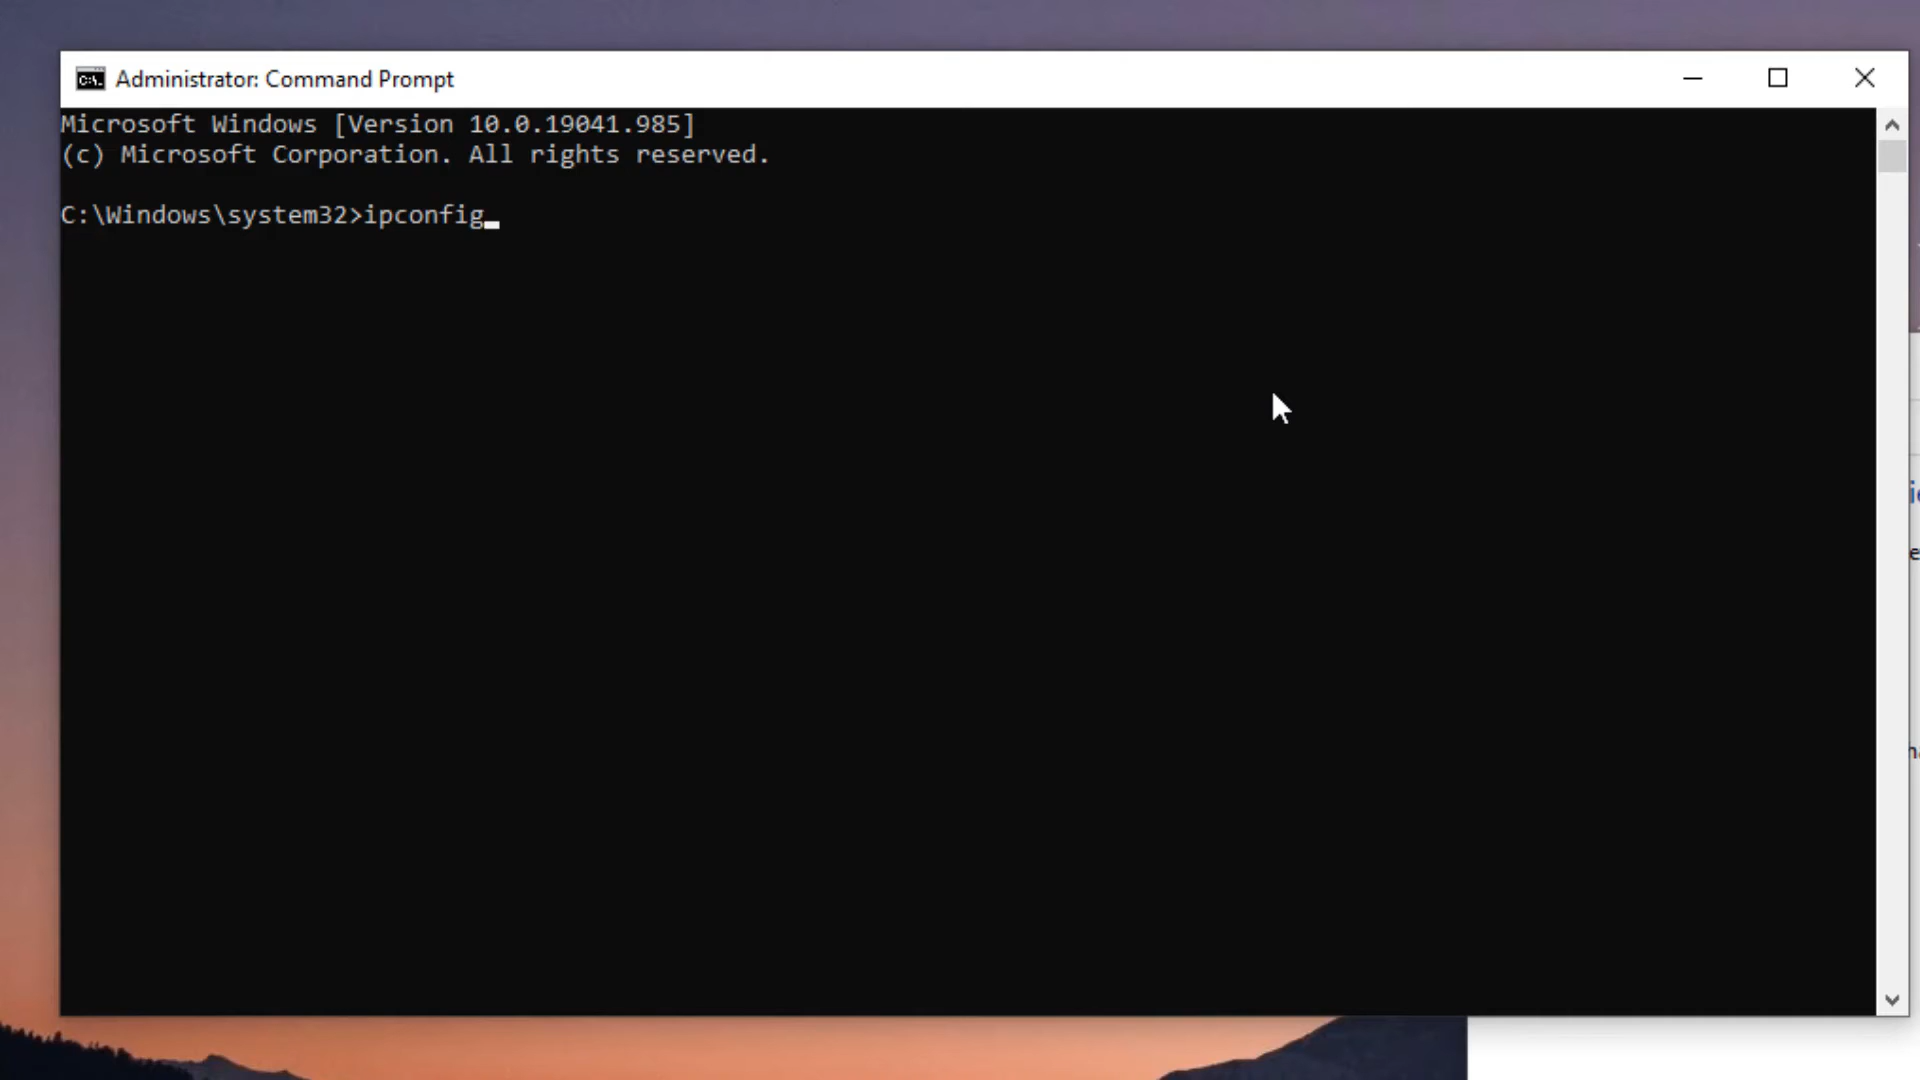 Administrator: Command Prompt
Microsoft Windows [Version 10.0.19041.985]
(c) Microsoft Corporation. All rights reserved.
C:\Windows\system32>ipconfig